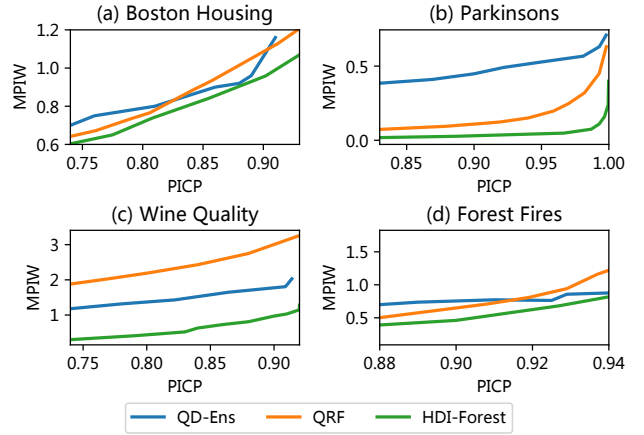 (a) Boston Housing
(b) Parkinsons
MPIW
1.2
1.0
0.8
0.6
0.75
0.80
0.85
0.90
PICP
MPIW
0.5
0.0
0.85
0.90
0.95
1.00
PICP
(c) Wine Quality
(d) Forest Fires
MPIW
3
2
1
0.75
0.80
0.85
0.90
PICP
MPIW
1.5
1.0
0.5
0.88
0.90
0.92
0.94
PICP
QD-Ens
QRF
HDI-Forest